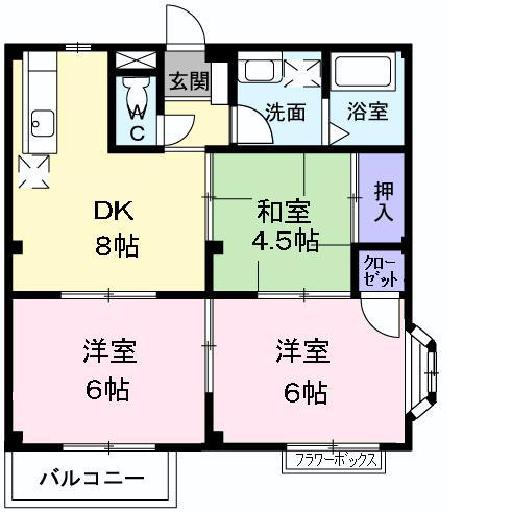 玄関
WC
洗面
浴室
DK
8帖
和室
4.5帖
押入
クローゼット
洋室
6帖
洋室
6帖
バルコニー
フラワーボックス